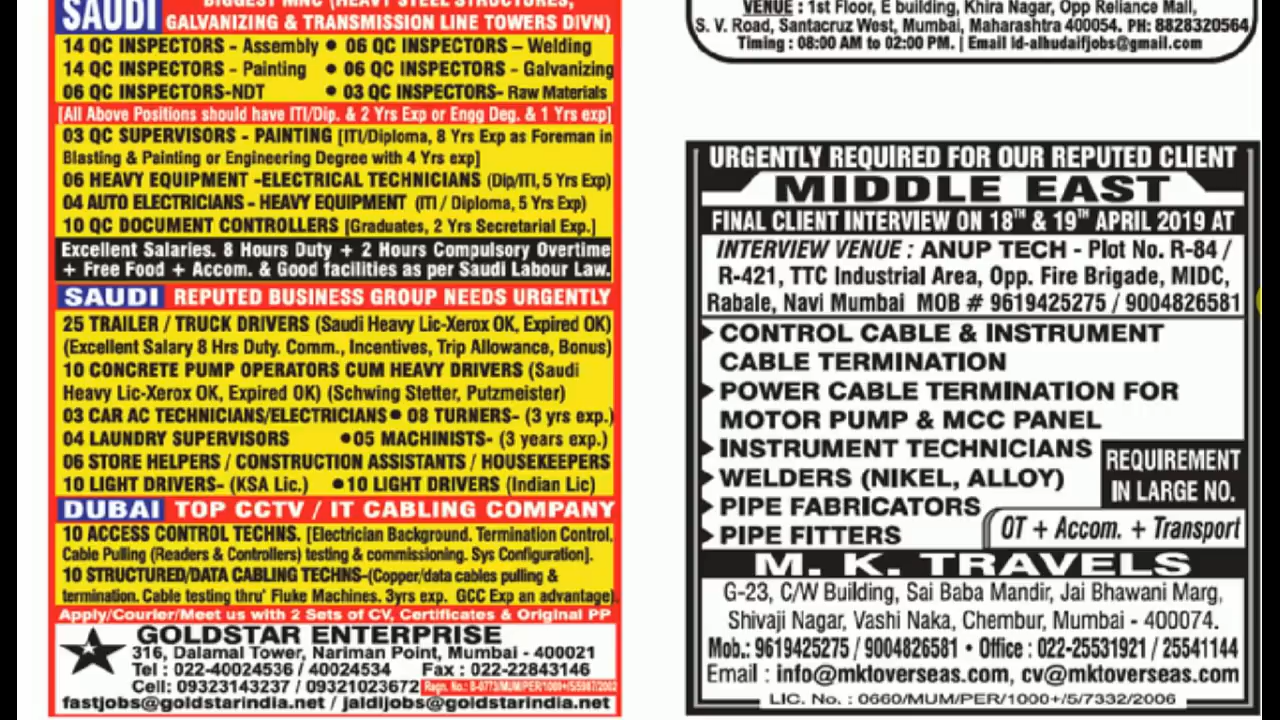 SAUDI BIGGEST MNC (HEAVY STEEL STRUCTURES,
GALVANIZING & TRANSMISSION LINE TOWERS DIVN)
14 QC INSPECTORS - Assembly • 06 QC INSPECTORS - Welding
14 QC INSPECTORS - Painting • 06 QC INSPECTORS - Galvanizing
06 QC INSPECTORS-NDT • 03 QC INSPECTORS- Raw Materials
[All Above Positions should have ITI/Dip. & 2 Yrs Exp or Engg Deg. & 1 Yrs exp]
03 QC SUPERVISORS - PAINTING [ITI/Diploma, 8 Yrs Exp as Foreman in
Blasting & Painting or Engineering Degree with 4 Yrs exp]
06 HEAVY EQUIPMENT -ELECTRICAL TECHNICIANS (Dip/ITI, 5 Yrs Exp)
04 AUTO ELECTRICIANS - HEAVY EQUIPMENT (ITI / Diploma, 5 Yrs Exp)
10 QC DOCUMENT CONTROLLERS [Graduates, 2 Yrs Secretarial Exp.]
Excellent Salaries. 8 Hours Duty + 2 Hours Compulsory Overtime
+ Free Food + Accom. & Good facilities as per Saudi Labour Law.
SAUDI REPUTED BUSINESS GROUP NEEDS URGENTLY
25 TRAILER / TRUCK DRIVERS (Saudi Heavy Lic-Xerox OK, Expired OK)
(Excellent Salary 8 Hrs Duty. Comm., Incentives, Trip Allowance, Bonus)
10 CONCRETE PUMP OPERATORS CUM HEAVY DRIVERS (Saudi
Heavy Lic-Xerox OK, Expired OK) (Schwing Stetter, Putzmeister)
03 CAR AC TECHNICIANS/ELECTRICIANS • 08 TURNERS- (3 yrs exp.)
04 LAUNDRY SUPERVISORS • 05 MACHINISTS- (3 years exp.)
06 STORE HELPERS / CONSTRUCTION ASSISTANTS / HOUSEKEEPERS
10 LIGHT DRIVERS- (KSA Lic.) • 10 LIGHT DRIVERS (Indian Lic)
DUBAI TOP CCTV / IT CABLING COMPANY
10 ACCESS CONTROL TECHNS. [Electrician Background. Termination Control,
Cable Pulling (Readers & Controllers) testing & commissioning. Sys Configuration].
10 STRUCTURED/DATA CABLING TECHNS-(Copper/data cables pulling &
termination. Cable testing thru' Fluke Machines. 3yrs exp. GCC Exp an advantage).
Apply/Courier/Meet us with 2 Sets of CV, Certificates & Original PP
GOLDSTAR ENTERPRISE
316, Dalamal Tower, Nariman Point, Mumbai - 400021
Tel : 022-40024536 / 40024534 Fax : 022-22843146
Cell: 09323143237 / 09321023672 Regn. No.: B-0773/MUM/PER/1000+/5/5987/2002
fastjobs@goldstarindia.net / jaldijobs@goldstarindia.net
VENUE : 1st Floor, E building, Khira Nagar, Opp Reliance Mall,
S. V. Road, Santacruz West, Mumbai, Maharashtra 400054. PH: 8828320564
Timing : 08:00 AM to 02:00 PM. | Email id-alhudaifjobs@gmail.com
URGENTLY REQUIRED FOR OUR REPUTED CLIENT
MIDDLE EAST
FINAL CLIENT INTERVIEW ON 18TH & 19TH APRIL 2019 AT
INTERVIEW VENUE : ANUP TECH - Plot No. R-84 /
R-421, TTC Industrial Area, Opp. Fire Brigade, MIDC,
Rabale, Navi Mumbai MOB # 9619425275 / 9004826581
CONTROL CABLE & INSTRUMENT
CABLE TERMINATION
POWER CABLE TERMINATION FOR
MOTOR PUMP & MCC PANEL
INSTRUMENT TECHNICIANS
WELDERS (NIKEL, ALLOY)
PIPE FABRICATORS
PIPE FITTERS
REQUIREMENT
IN LARGE NO.
OT + Accom. + Transport
M. K. TRAVELS
G-23, C/W Building, Sai Baba Mandir, Jai Bhawani Marg,
Shivaji Nagar, Vashi Naka, Chembur, Mumbai - 400074.
Mob.: 9619425275 / 9004826581 • Office : 022-25531921 / 25541144
Email : info@mktoverseas.com, cv@mktoverseas.com
LIC. No. : 0660/MUM/PER/1000+/5/7332/2006